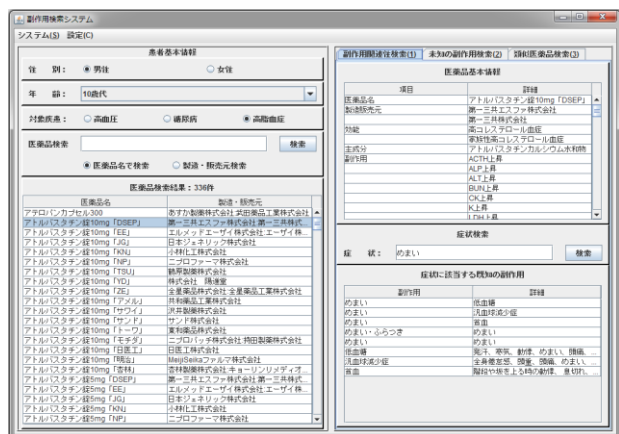 副作用検索システム
システム(S) 設定(C)
患者基本情報
性 別： 男性 女性
年 齢： 10歳代
対象疾患： 高血圧 糖尿病 高脂血症
医薬品検索 検索
医薬品名で検索 製造・販売元検索
医薬品検索結果：336件
医薬品名 製造・販売元
アテロパンカプセル300 あすか製薬株式会社:武田薬品工業株式会社
アトルバスタチン錠10mg「DSEP」 第一三共エスファ株式会社:第一三共株式...
アトルバスタチン錠10mg「EE」 エルメッドエーザイ株式会社:エーザイ株...
アトルバスタチン錠10mg「JG」 日本ジェネリック株式会社
アトルバスタチン錠10mg「KN」 小林化工株式会社
アトルバスタチン錠10mg「NP」 ニプロファーマ株式会社
アトルバスタチン錠10mg「TSU」 鶴原製薬株式会社
アトルバスタチン錠10mg「YD」 株式会社 陽進堂
アトルバスタチン錠10mg「ZE」 全星薬品株式会社:全星薬品工業株式会社
アトルバスタチン錠10mg「アメル」 共和薬品工業株式会社
アトルバスタチン錠10mg「サワイ」 沢井製薬株式会社
アトルバスタチン錠10mg「サンド」 サンド株式会社
アトルバスタチン錠10mg「トーワ」 東和薬品株式会社
アトルバスタチン錠10mg「モチダ」 ニプロパッチ株式会社:持田製薬株式会社
アトルバスタチン錠10mg「日医工」 日医工株式会社
アトルバスタチン錠10mg「明治」 MeijiSeikaファルマ株式会社
アトルバスタチン錠10mg「杏林」 杏林製薬株式会社:キョーリンリメディオ...
アトルバスタチン錠5mg「DSEP」 第一三共エスファ株式会社:第一三共株式...
アトルバスタチン錠5mg「EE」 エルメッドエーザイ株式会社:エーザイ株...
アトルバスタチン錠5mg「JG」 日本ジェネリック株式会社
アトルバスタチン錠5mg「KN」 小林化工株式会社
アトルバスタチン錠5mg「NP」 ニプロファーマ株式会社
副作用関連性検索(1) 未知の副作用検索(2) 類似医薬品検索(3)
医薬品基本情報
項目 詳細
医薬品名 アトルバスタチン錠10mg「DSEP」
製造販売元 第一三共エスファ株式会社
第一三共株式会社
効能 高コレステロール血症
家族性高コレステロール血症
主成分 アトルバスタチンカルシウム水和物
副作用 ACTH上昇
ALP上昇
ALT上昇
BUN上昇
CK上昇
K上昇
LDH上昇
症状検索
症 状： めまい 検索
症状に該当する既知の副作用
副作用 詳細
めまい 低血糖
めまい 汎血球減少症
めまい 貧血
めまい・ふらつき めまい
めまい めまい
低血糖 発汗、寒気、動悸、めまい、頭痛、...
汎血球減少症 全身倦怠感、頭重、頭痛、めまい、...
貧血 階段や坂を上る時の動悸、息切れ、...